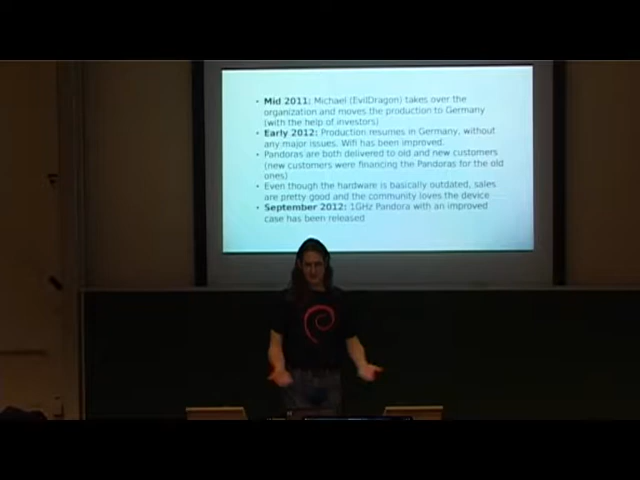 • Mid 2011: Michael (EvilDragon) takes over the
organization and moves the production to Germany
(with the help of investors)
• Early 2012: Production resumes in Germany, without
any major issues. Wifi has been improved.
• Pandoras are both delivered to old and new customers
(new customers were financing the Pandoras for the old
ones)
• Even though the hardware is basically outdated, sales
are pretty good and the community loves the device
• September 2012: 1GHz Pandora with an improved
case has been released